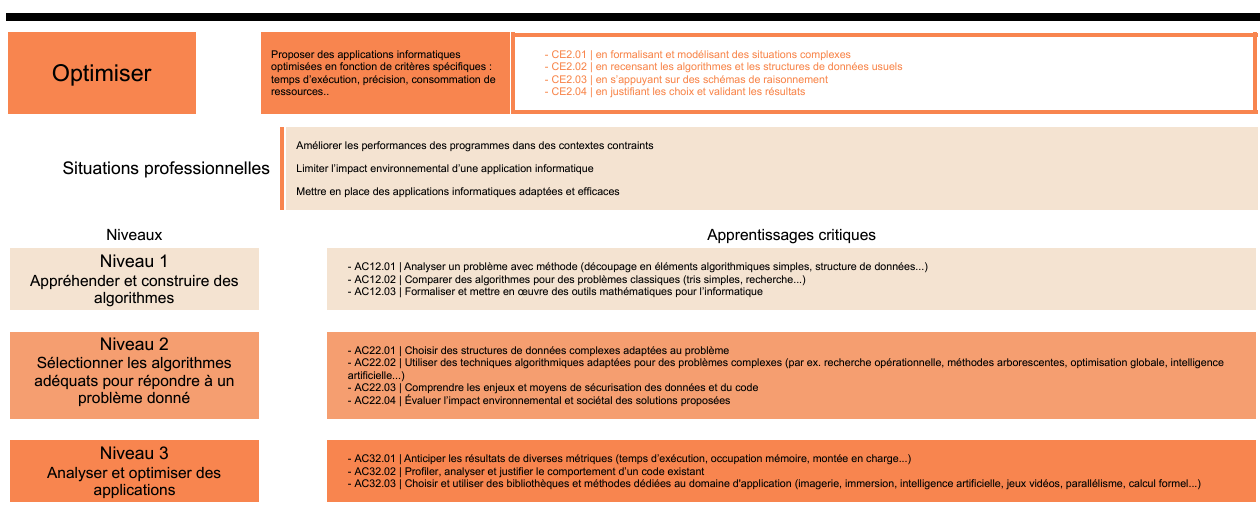 Optimiser
Proposer des applications informatiques
optimisées en fonction de critères spécifiques :
temps d'exécution, précision, consommation de
ressources..
- CE2.01 | en formalisant et modélisant des situations complexes
- CE2.02 | en recensant les algorithmes et les structures de données usuels
- CE2.03 | en s'appuyant sur des schémas de raisonnement
- CE2.04 | en justifiant les choix et validant les résultats
Situations professionnelles
Améliorer les performances des programmes dans des contextes contraints
Limiter l'impact environnemental d'une application informatique
Mettre en place des applications informatiques adaptées et efficaces
Niveaux
Apprentissages critiques
Niveau 1
Appréhender et construire des
algorithmes
- AC12.01 | Analyser un problème avec méthode (découpage en éléments algorithmiques simples, structure de données...)
- AC12.02 | Comparer des algorithmes pour des problèmes classiques (tris simples, recherche...)
- AC12.03 | Formaliser et mettre en œuvre des outils mathématiques pour l'informatique
Niveau 2
Sélectionner les algorithmes
adéquats pour répondre à un
problème donné
- AC22.01 | Choisir des structures de données complexes adaptées au problème
- AC22.02 | Utiliser des techniques algorithmiques adaptées pour des problèmes complexes (par ex. recherche opérationnelle, méthodes arborescentes, optimisation globale, intelligence
artificielle...)
- AC22.03 | Comprendre les enjeux et moyens de sécurisation des données et du code
- AC22.04 | Évaluer l'impact environnemental et sociétal des solutions proposées
Niveau 3
Analyser et optimiser des
applications
- AC32.01 | Anticiper les résultats de diverses métriques (temps d'exécution, occupation mémoire, montée en charge...)
- AC32.02 | Profiler, analyser et justifier le comportement d'un code existant
- AC32.03 | Choisir et utiliser des bibliothèques et méthodes dédiées au domaine d'application (imagerie, immersion, intelligence artificielle, jeux vidéos, parallélisme, calcul formel...)